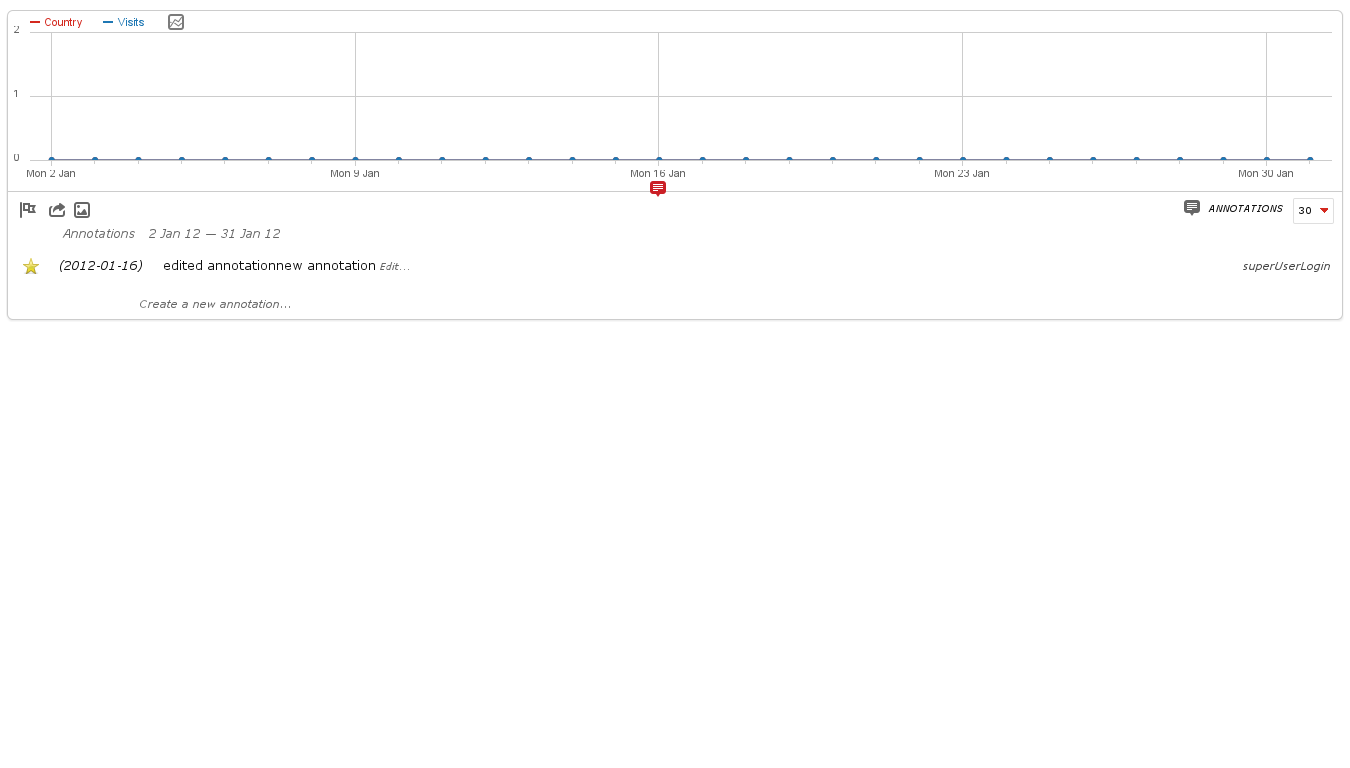 Country Visits
2
1
0
Mon 2 Jan Mon 9 Jan Mon 16 Jan Mon 23 Jan Mon 30 Jan
ANNOTATIONS 30
Annotations 2 Jan 12 — 31 Jan 12
(2012-01-16) edited annotationnew annotation Edit... superUserLogin
Create a new annotation...